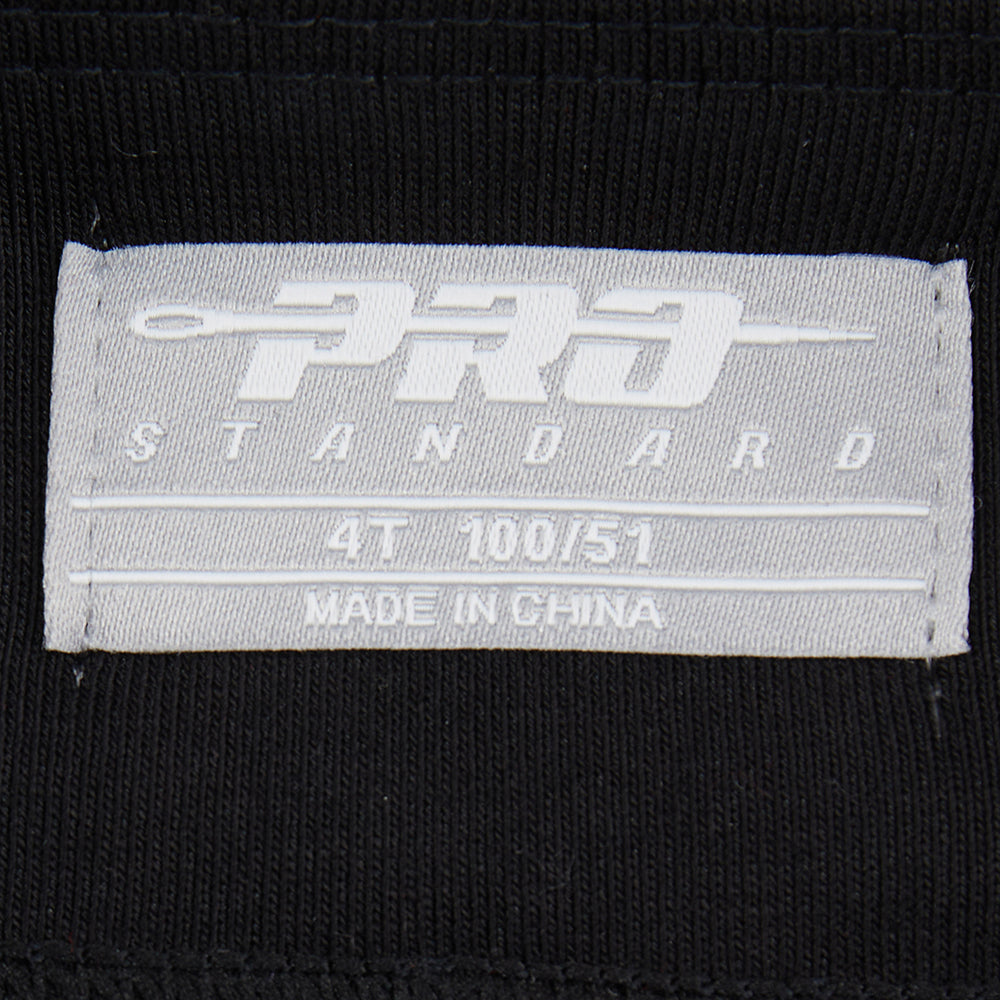 PRO
STANDARD
4T 100/51
MADE IN CHINA